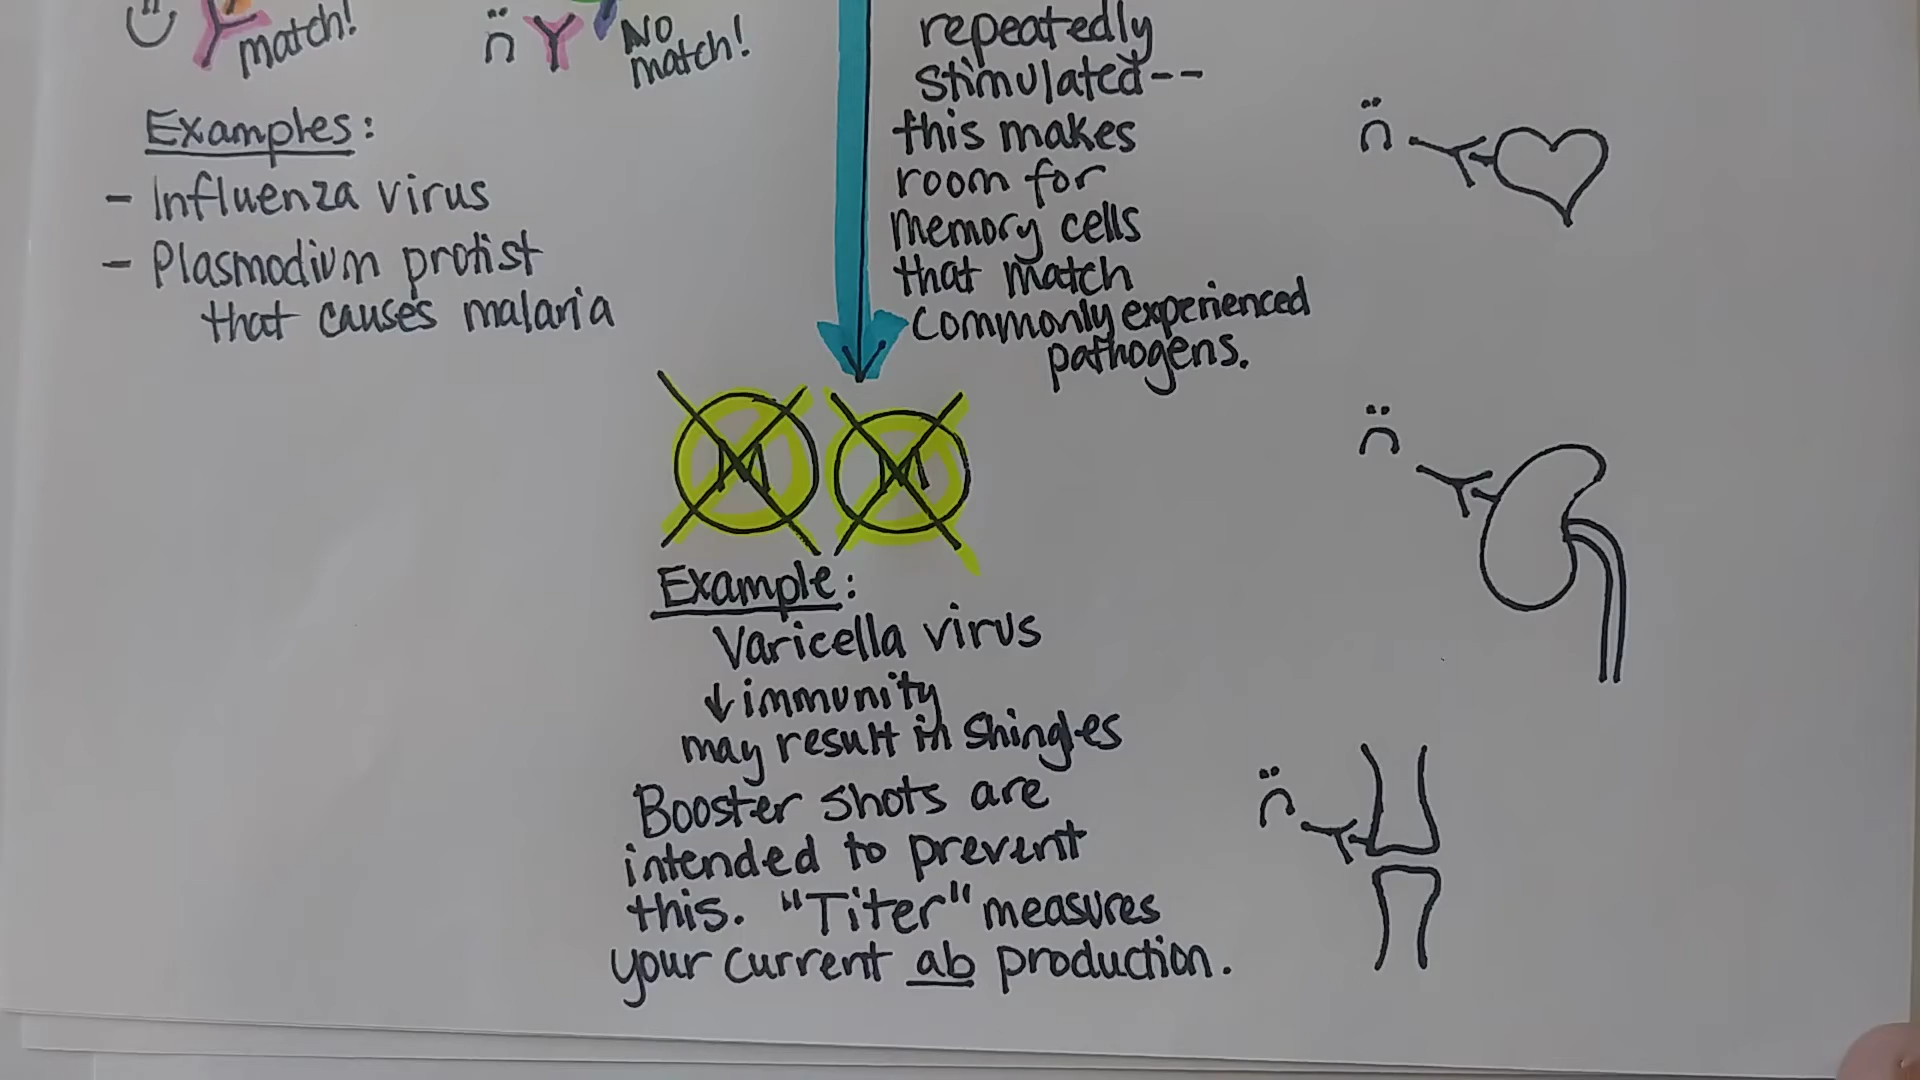 match!
NO
match!
Examples:
- Influenza virus
- Plasmodium protist
that causes malaria
repeatedly
stimulated--
this makes
room for
memory cells
that match
commonly experienced
pathogens.
M M
Example:
Varicella virus
↓ immunity
may result in shingles
Booster shots are
intended to prevent
this. "Titer" measures
your current ab production.